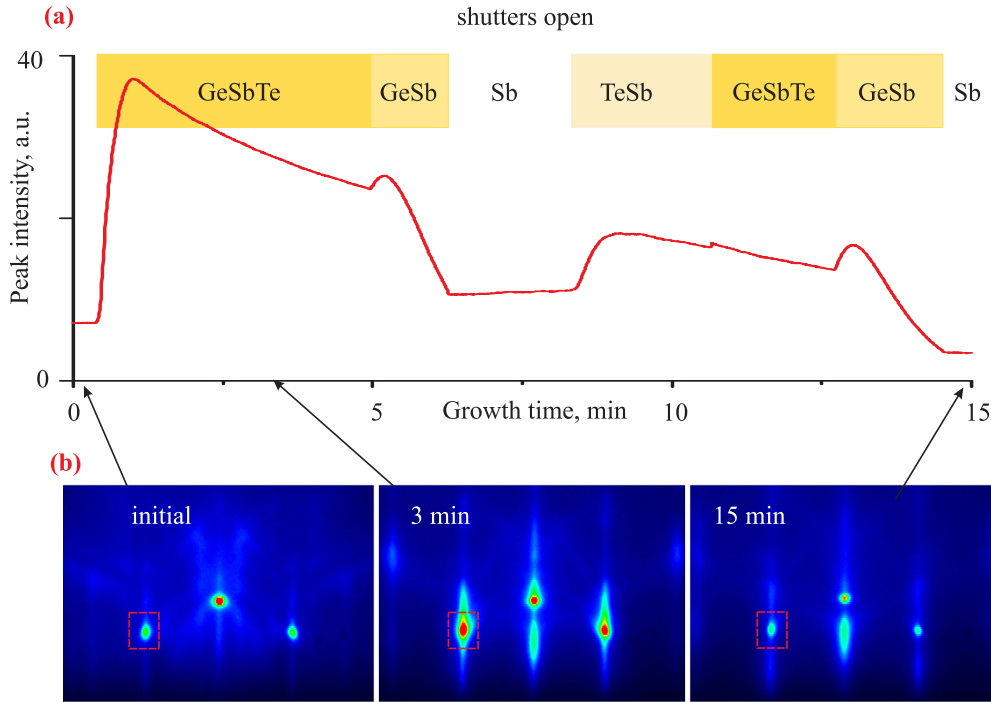 (a)
shutters open
40
GeSbTe
GeSb
Sb
TeSb
GeSbTe
GeSb
Sb
Peak intensity, a.u.
0
0
5
Growth time, min
10
15
(b)
initial
3 min
15 min